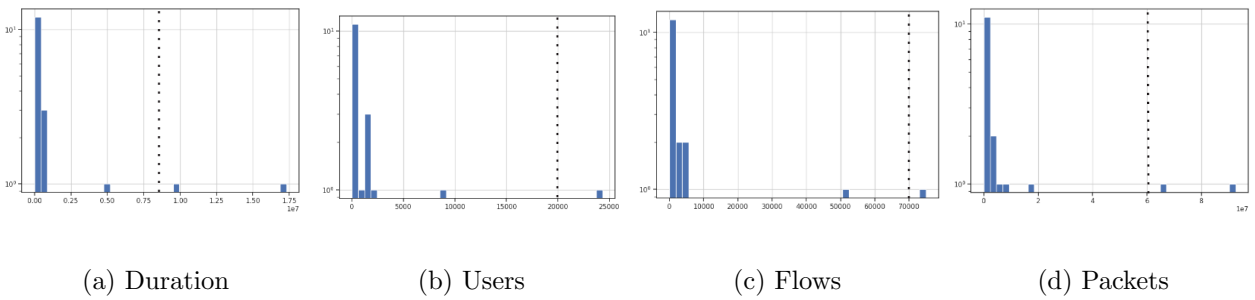 10¹ 10¹ 10¹ 10¹
10⁰ 10⁰ 10⁰ 10⁰
0.00 0.25 0.50 0.75 1.00 1.25 1.50 1.75 0 5000 10000 15000 20000 25000 0 10000 20000 30000 40000 50000 60000 70000 0 2 4 6 8
1e7 1e7
(a) Duration (b) Users (c) Flows (d) Packets